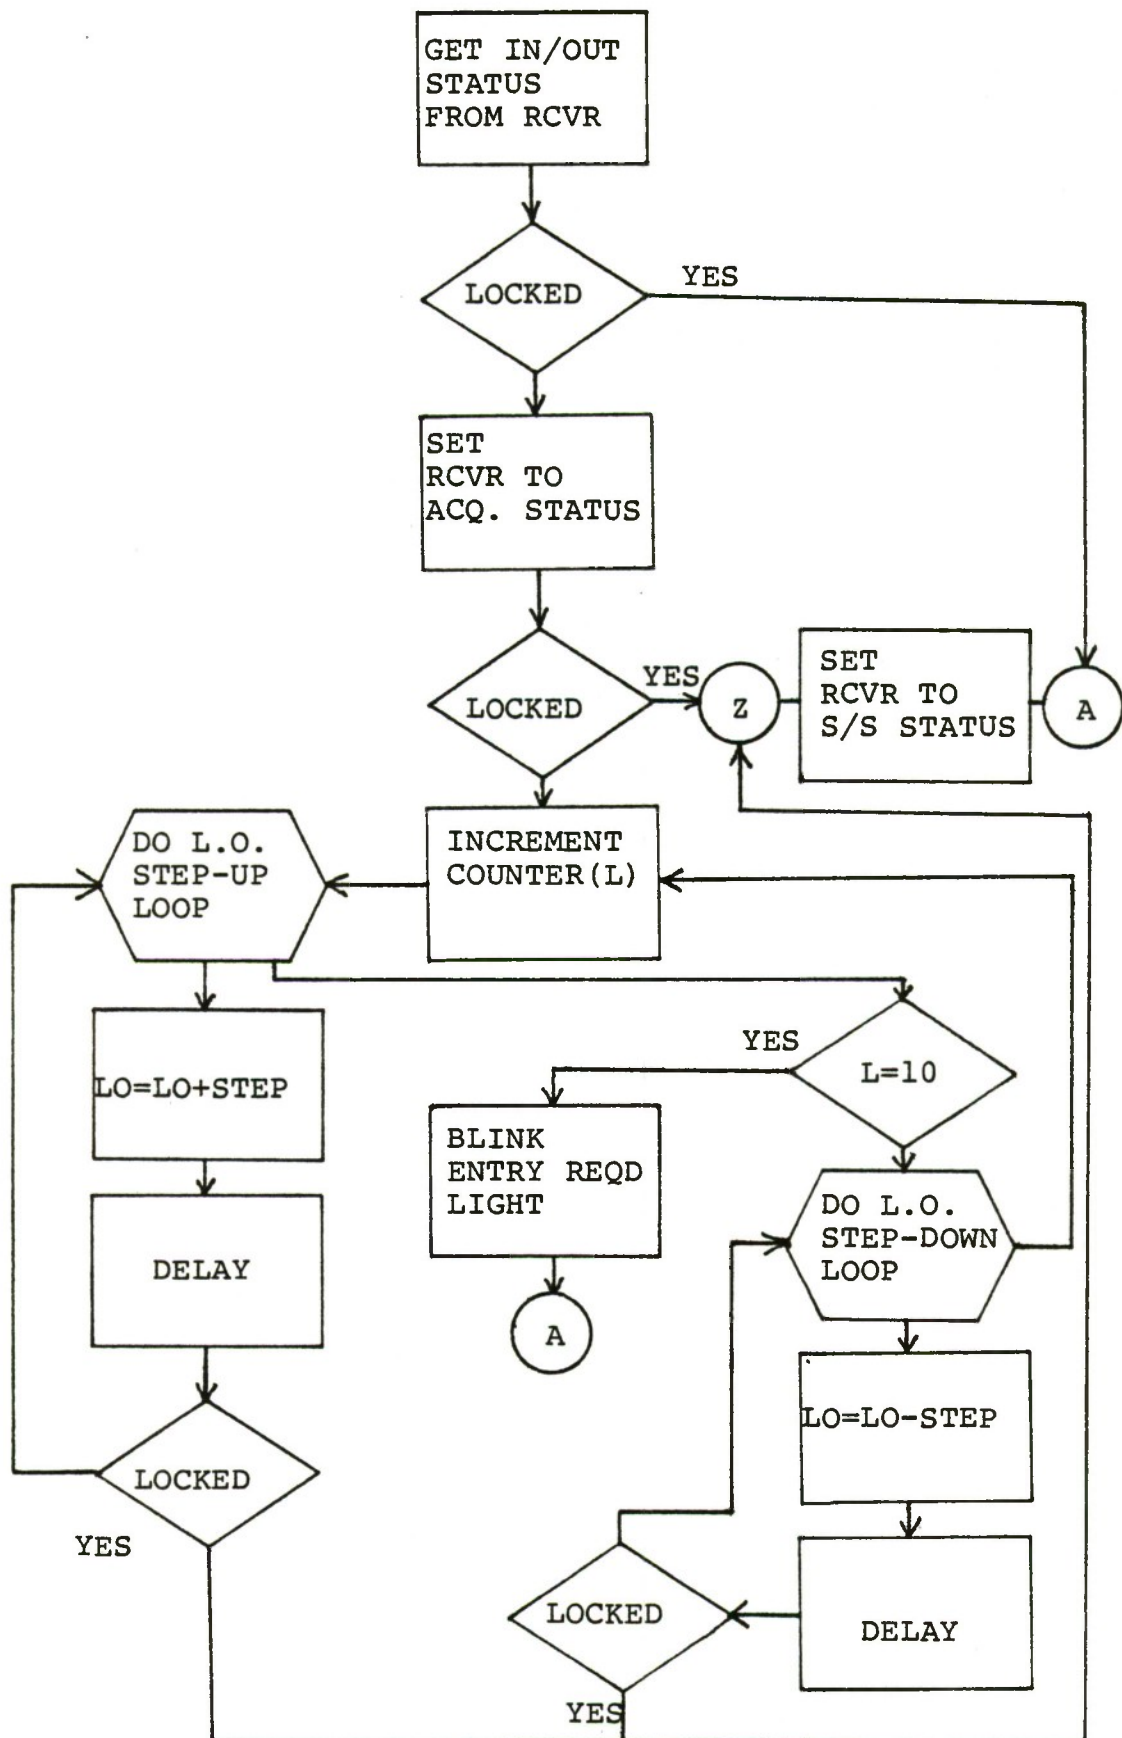 GET IN/OUT
STATUS
FROM RCVR
LOCKED
YES
SET
RCVR TO
ACQ. STATUS
LOCKED
YES
Z
SET
RCVR TO
S/S STATUS
A
DO L.O.
STEP-UP
LOOP
INCREMENT
COUNTER(L)
LO=LO+STEP
YES
L=10
BLINK
ENTRY REQD
LIGHT
DO L.O.
STEP-DOWN
LOOP
DELAY
A
LO=LO-STEP
LOCKED
YES
LOCKED
DELAY
YES